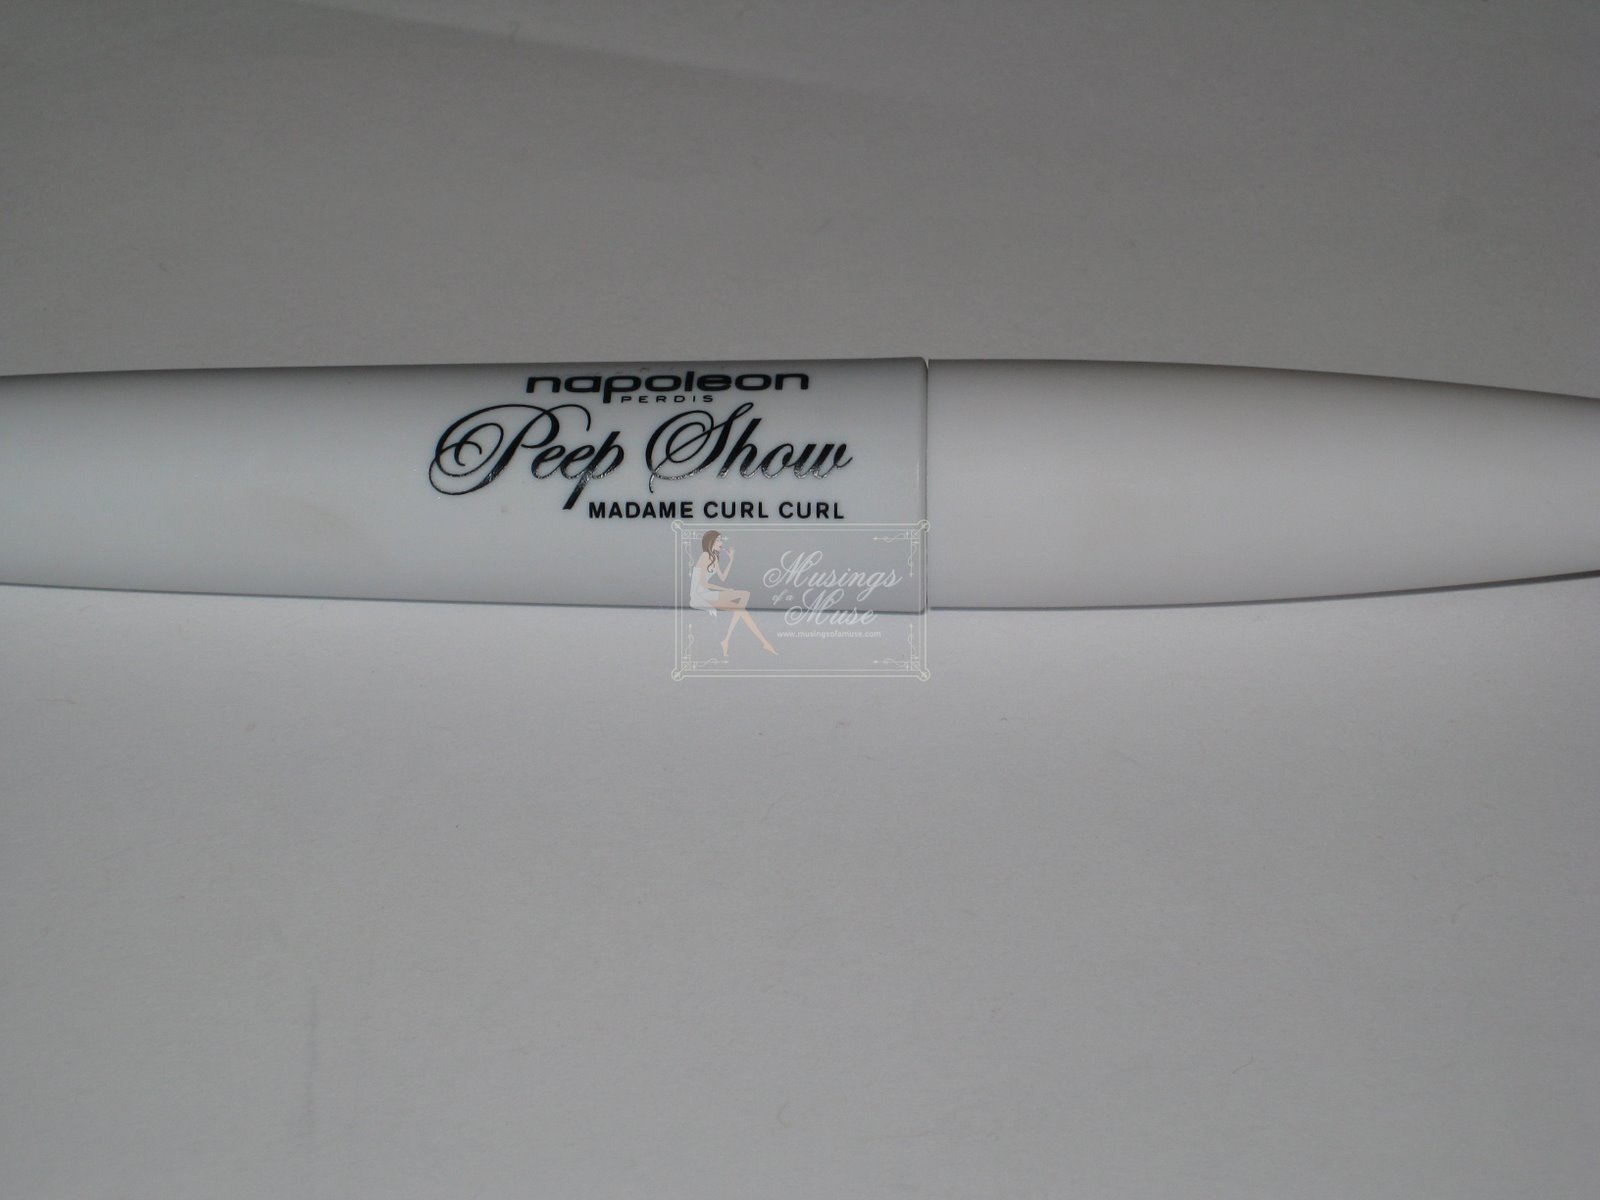 napoleon
PERDIS
Peep Show
MADAME CURL CURL
Musings
of a
Muse
www.musingsofamuse.com